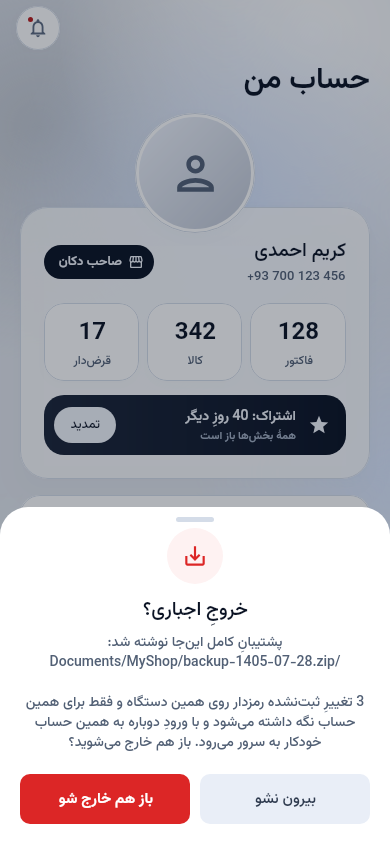 حساب من
کریم احمدی
+93 700 123 456
صاحب دکان
128
فاکتور
342
کالا
17
قرض‌دار
اشتراک: 40 روز دیگر
همهٔ بخش‌ها باز است
تمدید
خروجِ اجباری؟
پشتیبانِ کامل این‌جا نوشته شد:
Documents/MyShop/backup-1405-07-28.zip/
3 تغییرِ ثبت‌نشده رمزدار روی همین دستگاه و فقط برای همین
حساب نگه داشته می‌شود و با ورودِ دوباره به همین حساب
خودکار به سرور می‌رود. باز هم خارج می‌شوید؟
باز هم خارج شو
بیرون نشو